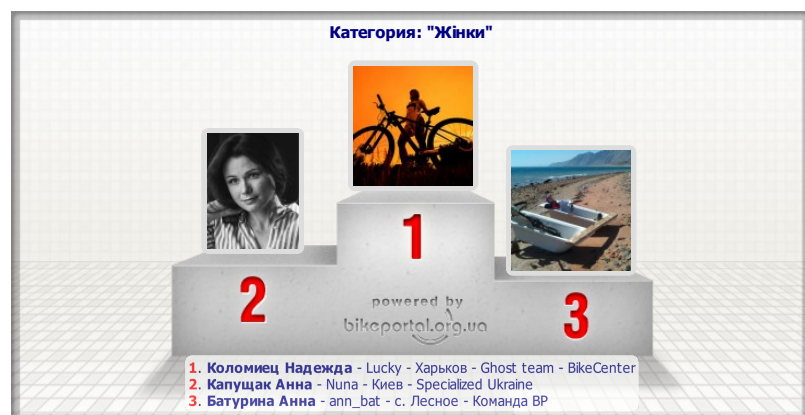 Категория: "Жінки"
1
2
3
powered by
bikeportal.org.ua
1. Коломиец Надежда - Lucky - Харьков - Ghost team - BikeCenter
2. Капущак Анна - Nuna - Киев - Specialized Ukraine
3. Батурина Анна - ann_bat - с. Лесное - Команда ВР